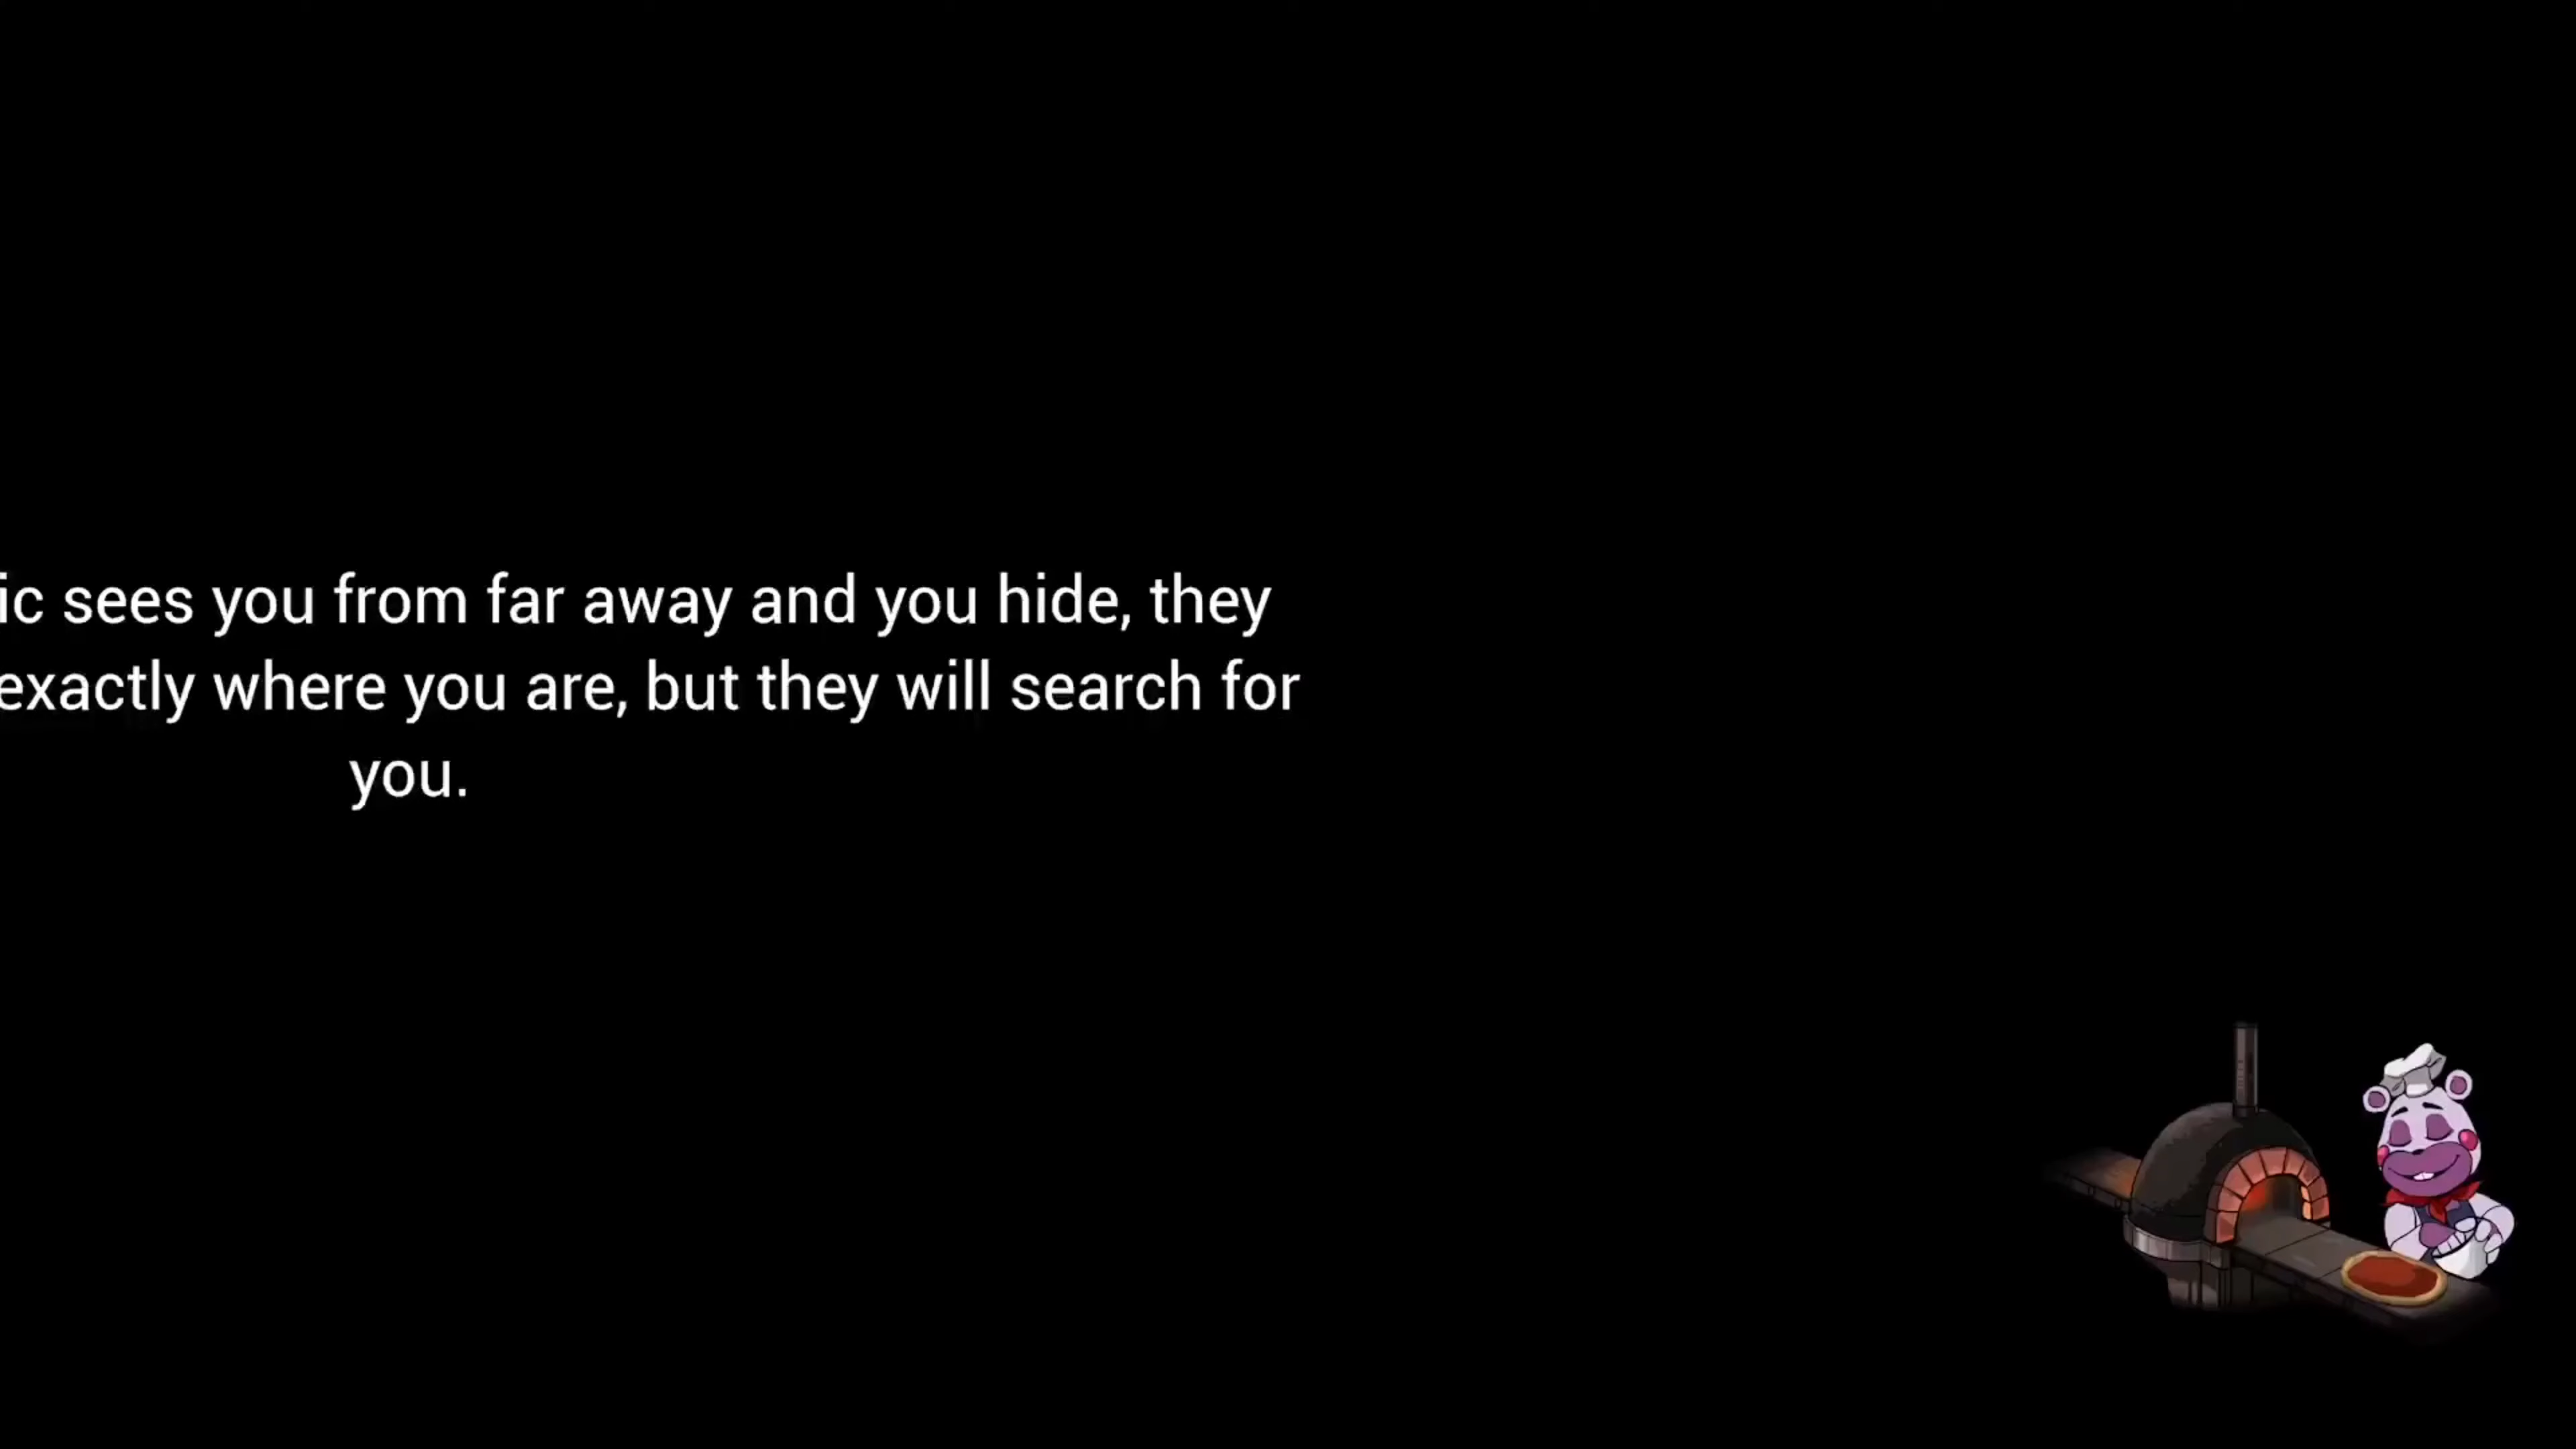 ic sees you from far away and you hide, they
exactly where you are, but they will search for
you.